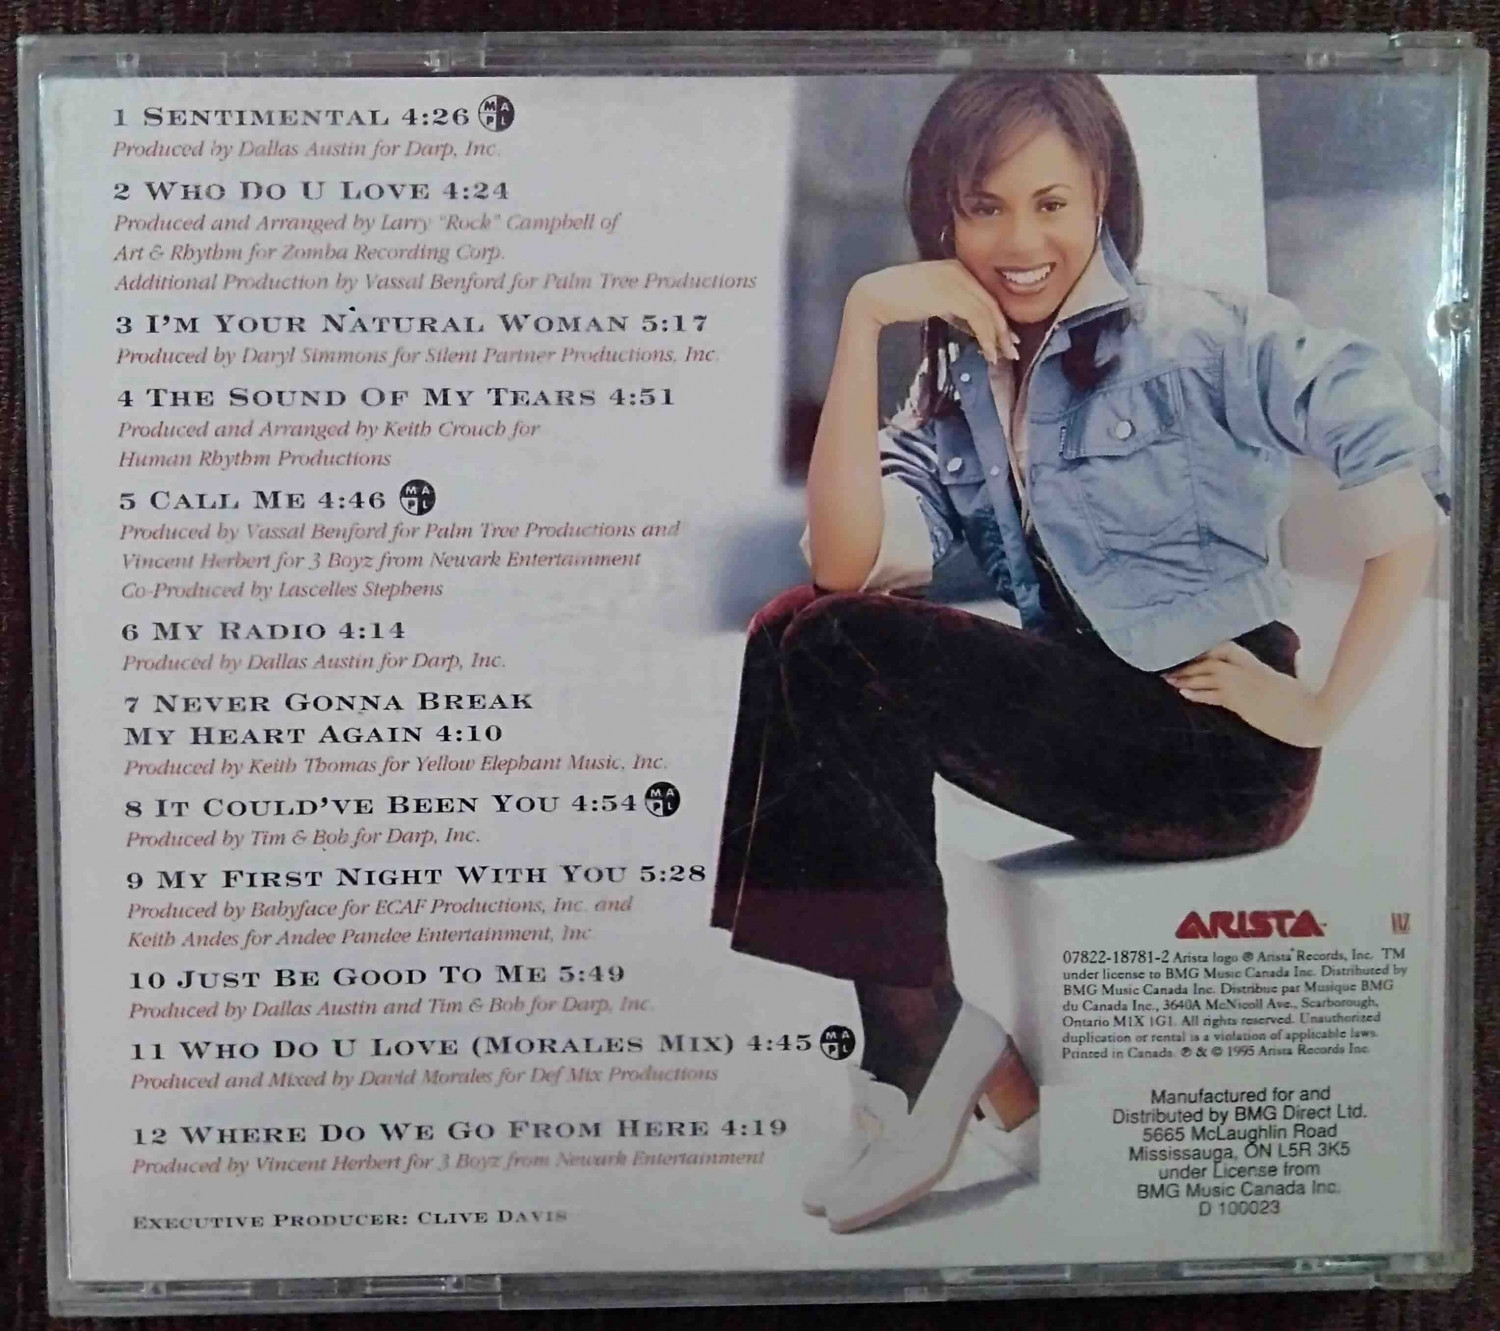 1 SENTIMENTAL 4:26 MAPL
Produced by Dallas Austin for Darp, Inc.
2 WHO DO U LOVE 4:24
Produced and Arranged by Larry "Rock" Campbell of
Art & Rhythm for Zomba Recording Corp.
Additional Production by Vassal Benford for Palm Tree Productions
3 I'M YOUR NATURAL WOMAN 5:17
Produced by Daryl Simmons for Silent Partner Productions, Inc.
4 THE SOUND OF MY TEARS 4:51
Produced and Arranged by Keith Crouch for
Human Rhythm Productions
5 CALL ME 4:46 MAPL
Produced by Vassal Benford for Palm Tree Productions and
Vincent Herbert for 3 Boyz from Newark Entertainment
Co-Produced by Lascelles Stephens
6 MY RADIO 4:14
Produced by Dallas Austin for Darp, Inc.
7 NEVER GONNA BREAK
MY HEART AGAIN 4:10
Produced by Keith Thomas for Yellow Elephant Music, Inc.
8 IT COULD'VE BEEN YOU 4:54 MAPL
Produced by Tim & Bob for Darp, Inc.
9 MY FIRST NIGHT WITH YOU 5:28
Produced by Babyface for ECAF Productions, Inc. and
Keith Andes for Andee Pandee Entertainment, Inc
10 JUST BE GOOD TO ME 5:49
Produced by Dallas Austin and Tim & Bob for Darp, Inc.
11 WHO DO U LOVE (MORALES MIX) 4:45 MAPL
Produced and Mixed by David Morales for Def Mix Productions
12 WHERE DO WE GO FROM HERE 4:19
Produced by Vincent Herbert for 3 Boyz from Newark Entertainment
EXECUTIVE PRODUCER: CLIVE DAVIS
ARISTA
07822-18781-2 Arista logo ® Arista Records, Inc. TM
under license to BMG Music Canada Inc. Distributed by
BMG Music Canada Inc. Distribue par Musique BMG
du Canada Inc., 3640A McNicoll Ave., Scarborough,
Ontario M1X 1G1. All rights reserved. Unauthorized
duplication or rental is a violation of applicable laws.
Printed in Canada. ℗ & © 1995 Arista Records Inc.
Manufactured for and
Distributed by BMG Direct Ltd.
5665 McLaughlin Road
Mississauga, ON L5R 3K5
under License from
BMG Music Canada Inc.
D 100023